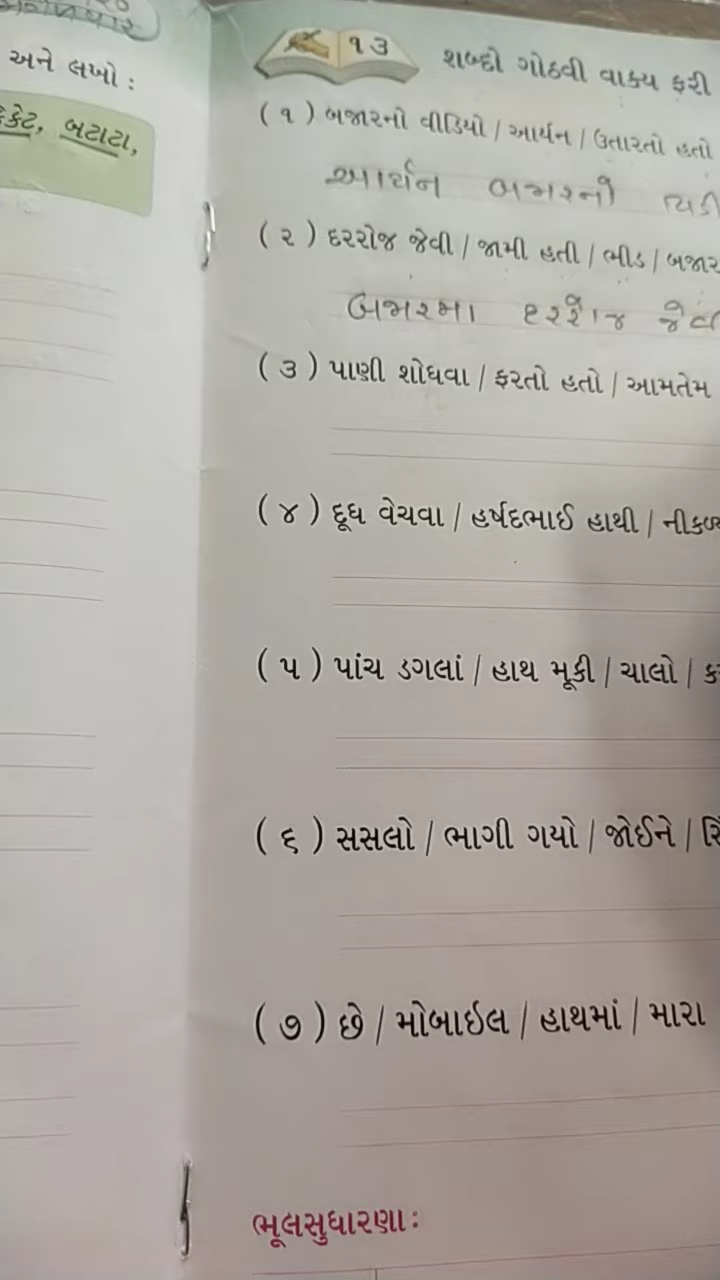 અને લખો :
બટાટા,
૧૩
શબ્દો ગોઠવી વાક્ય ફરી
( ૧ ) બજારનો વીડિયો / આર્યન / ઉતારતો હતો
આર્યન બજારનો
( ૨ ) દરરોજ જેવી / જામી હતી / ભીડ / બજાર
બજારમા દરરોજ જેવી
( ૩ ) પાણી શોધવા / ફરતો હતો / આમતેમ
( ૪ ) દૂધ વેચવા / હર્ષદભાઈ હાથી /
( ૫ ) પાંચ ડગલાં / હાથ મૂકી / ચાલો /
( ૬ ) સસલો / ભાગી ગયો / જોઈને /
( ૭ ) છે / મોબાઇલ / હાથમાં / મારા
ભૂલસુધારણા :